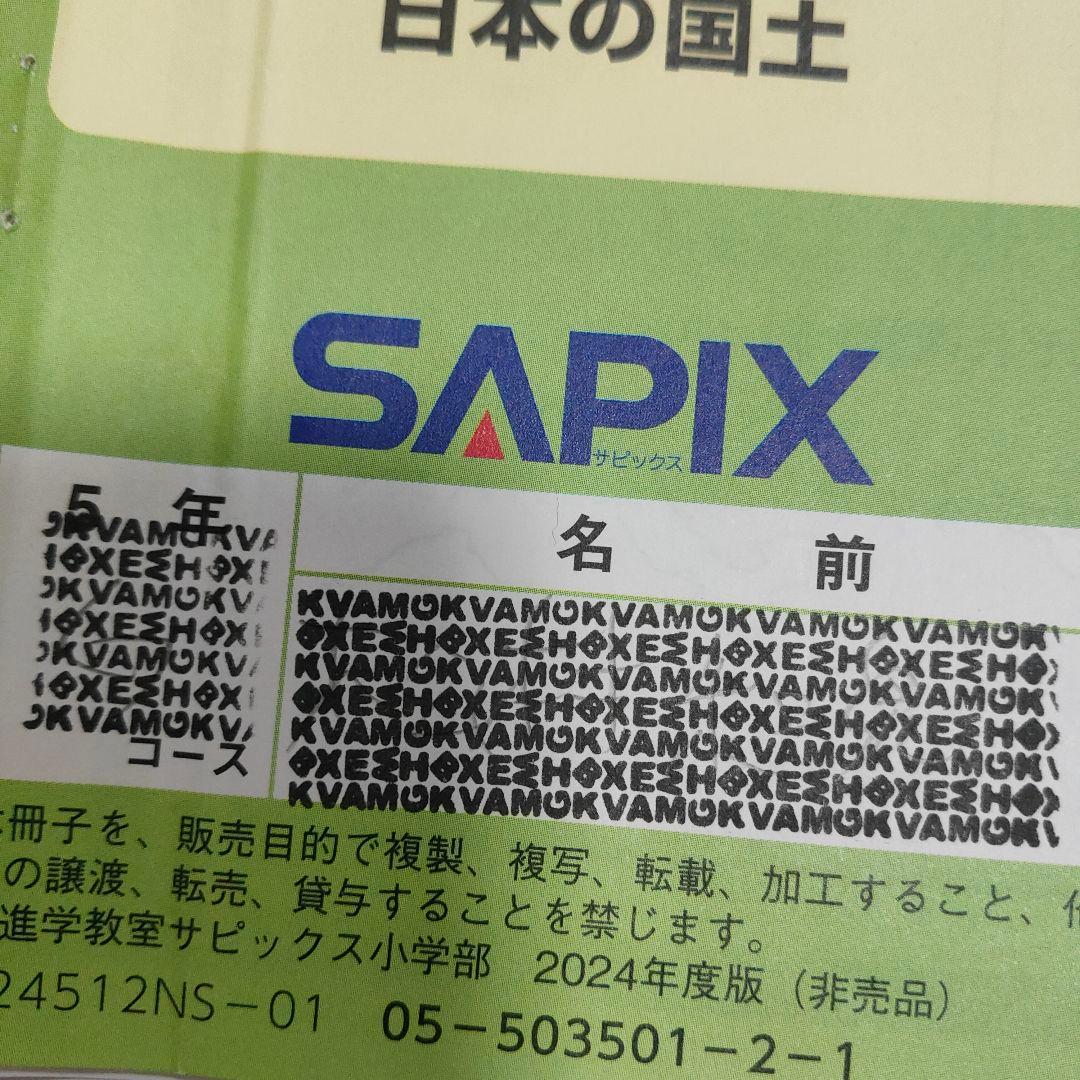 日本の国土
SAPIX
サピックス
5 年
名 前
コース
冊子を、販売目的で複製、複写、転載、加工すること、
の譲渡、転売、貸与することを禁じます。
進学教室サピックス小学部 2024年度版（非売品）
24512NS－01 05－503501－2－1